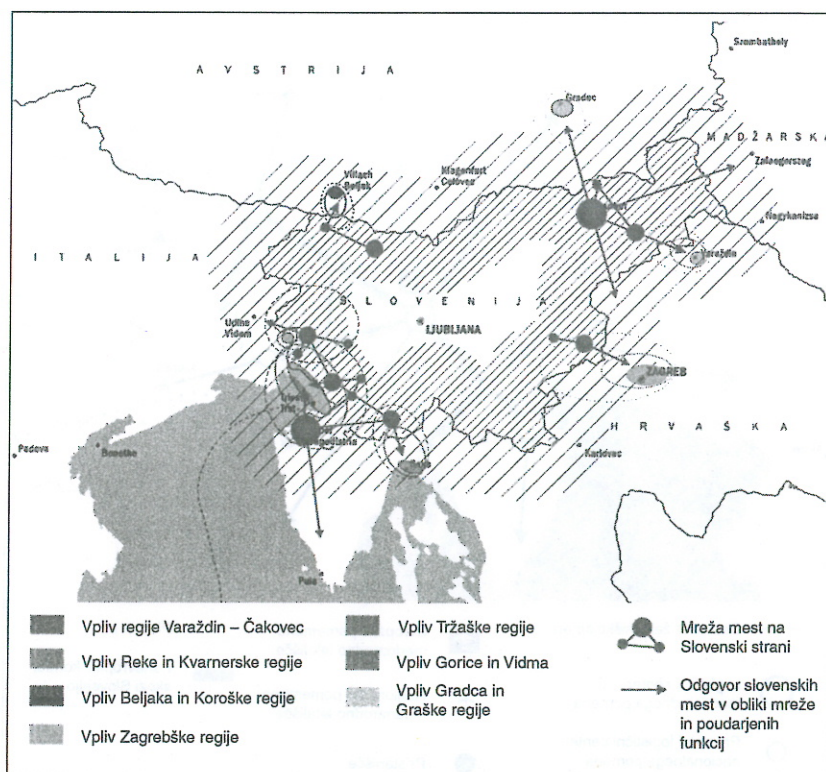 Szombathely
A V S T R I J A
Gradec
M A D Ž A R S K A
Zalaegerszeg
Villach
Beljak
Klagenfurt
Celovec
Nagykanizsa
Varaždin
I T A L I J A
S L O V E N I J A
Udine
Videm
LJUBLJANA
ZAGREB
H R V A Š K A
Padova
Benetke
Karlovac
Pula
Vpliv regije Varaždin – Čakovec
Vpliv Reke in Kvarnerske regije
Vpliv Beljaka in Koroške regije
Vpliv Zagrebške regije
Vpliv Tržaške regije
Vpliv Gorice in Vidma
Vpliv Gradca in
Graške regije
Mreža mest na
Slovenski strani
Odgovor slovenskih
mest v obliki mreže
in poudarjenih
funkcij